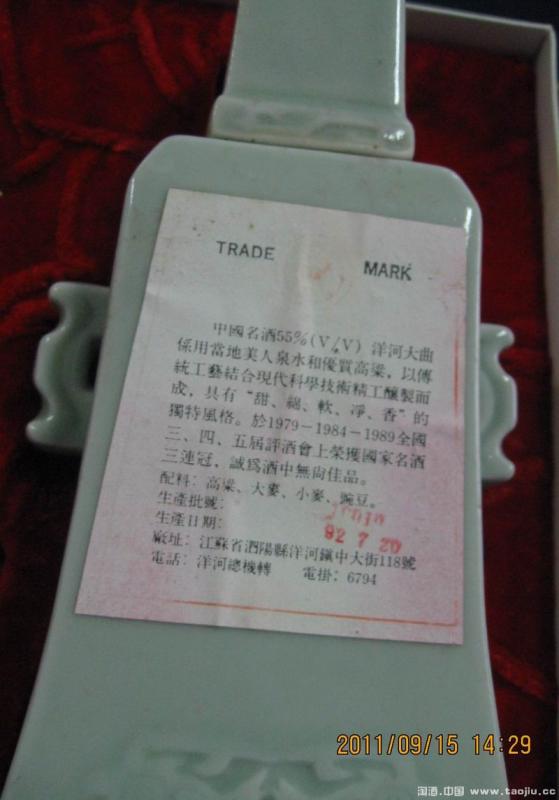 TRADE MARK
中國名酒55%(V/V) 洋河大曲
係用當地美人泉水和優質高粱，以傳
統工藝結合現代科學技術精工釀製而
成，具有“甜、綿、軟、凈、香”的
獨特風格。於1979－1984－1989全國
三、四、五屆評酒會上榮獲國家名酒
三連冠，誠爲酒中無尚佳品。
配料：高粱、大麥、小麥、豌豆。
生產批號：
生產日期： 92 7 20
廠址：江蘇省泗陽縣洋河鎮中大街118號
電話：洋河總機轉 電掛：6794
2011/09/15 14:29
淘酒.中国 www.taojiu.cc